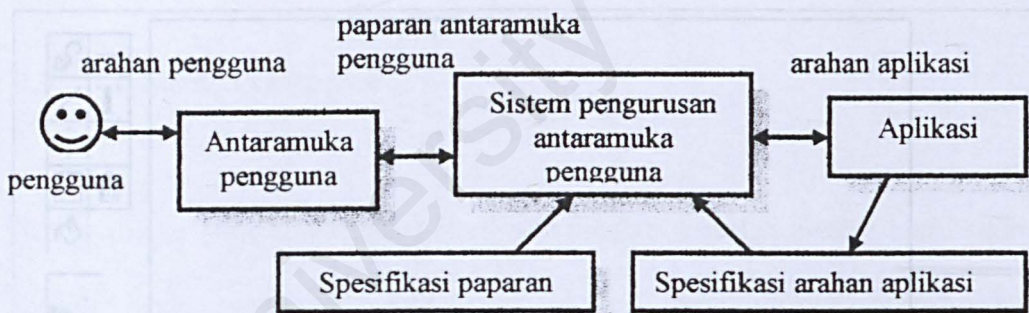 paparan antaramuka
pengguna
arahan pengguna
arahan aplikasi
pengguna
Antaramuka
pengguna
Sistem pengurusan
antaramuka
pengguna
Aplikasi
Spesifikasi paparan
Spesifikasi arahan aplikasi